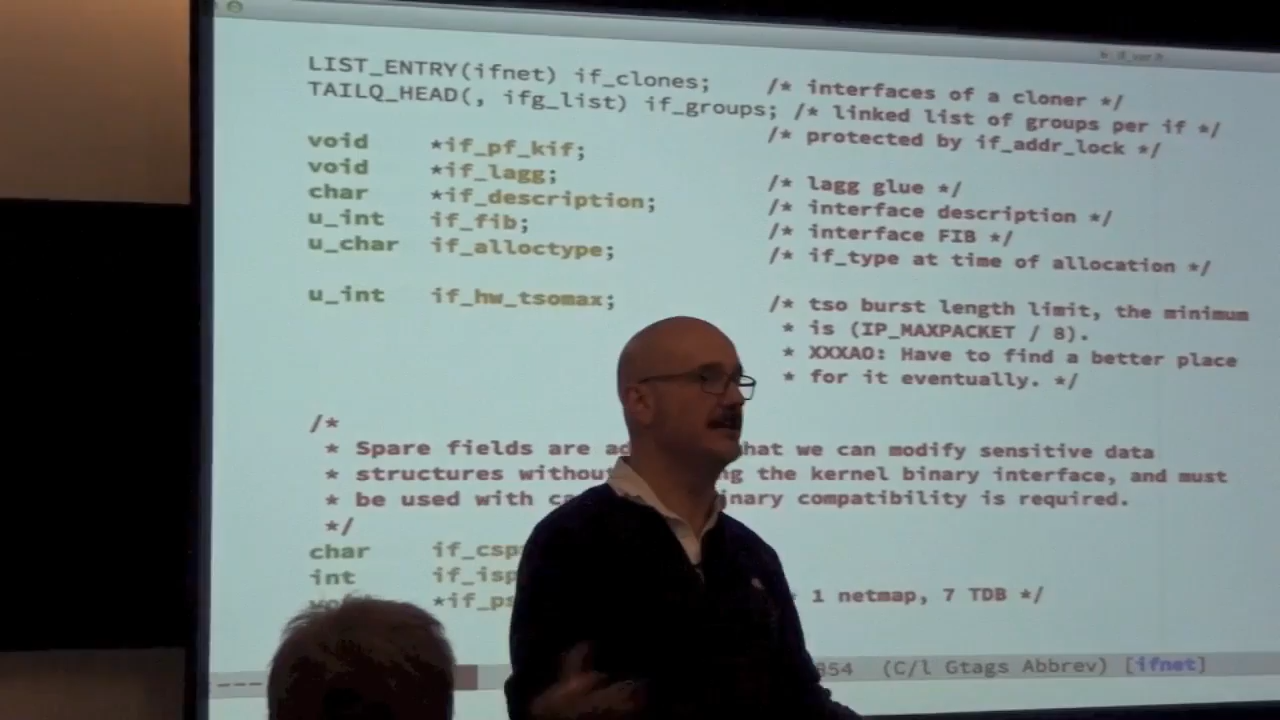 LIST_ENTRY(ifnet) if_clones; /* interfaces of a cloner */
TAILQ_HEAD(, ifg_list) if_groups; /* linked list of groups per if */
/* protected by if_addr_lock */
void *if_pf_kif;
void *if_lagg; /* lagg glue */
char *if_description; /* interface description */
u_int if_fib; /* interface FIB */
u_char if_alloctype; /* if_type at time of allocation */
u_int if_hw_tsomax; /* tso burst length limit, the minimum
* is (IP_MAXPACKET / 8).
* XXXAO: Have to find a better place
* for it eventually. */
/*
* Spare fields are ad hat we can modify sensitive data
* structures withou ng the kernel binary interface, and must
* be used with ca inary compatibility is required.
*/
char if_csp
int if_isp
*if_p 1 netmap, 7 TDB */
--- 54 (C/l Gtags Abbrev) [ifnet]